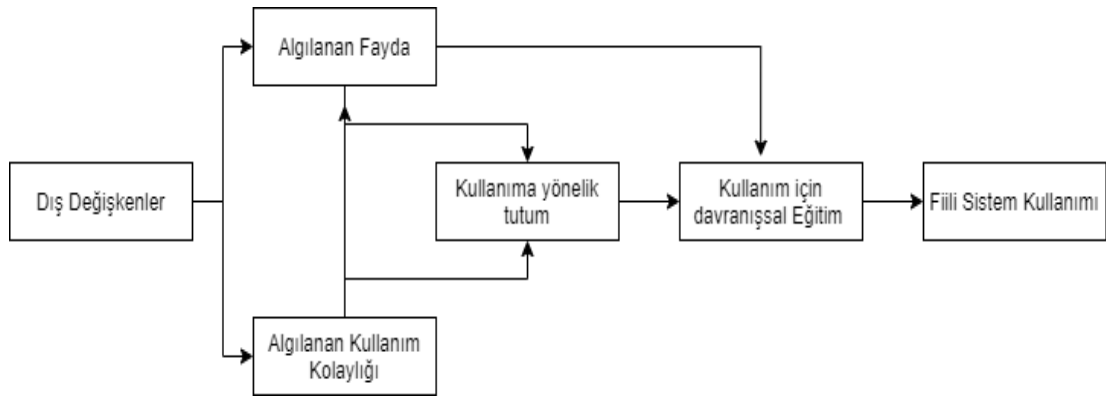 Algılanan Fayda
Dış Değişkenler
Kullanıma yönelik
tutum
Kullanım için
davranışsal Eğitim
Fiili Sistem Kullanımı
Algılanan Kullanım
Kolaylığı